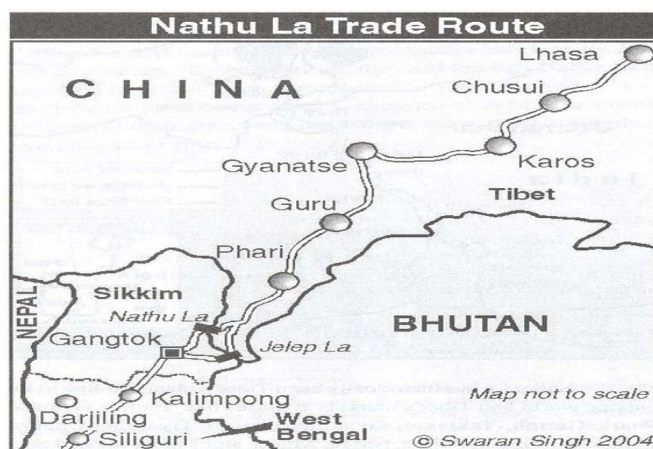 Nathu La Trade Route
Lhasa
CHINA
Chusui
Gyanatse
Karos
Guru
Tibet
Phari
Sikkim
NEPAL
Nathu La
BHUTAN
Gangtok
Jelep La
Kalimpong
Map not to scale
Darjiling
West
Bengal
Siliguri
© Swaran Singh 2004